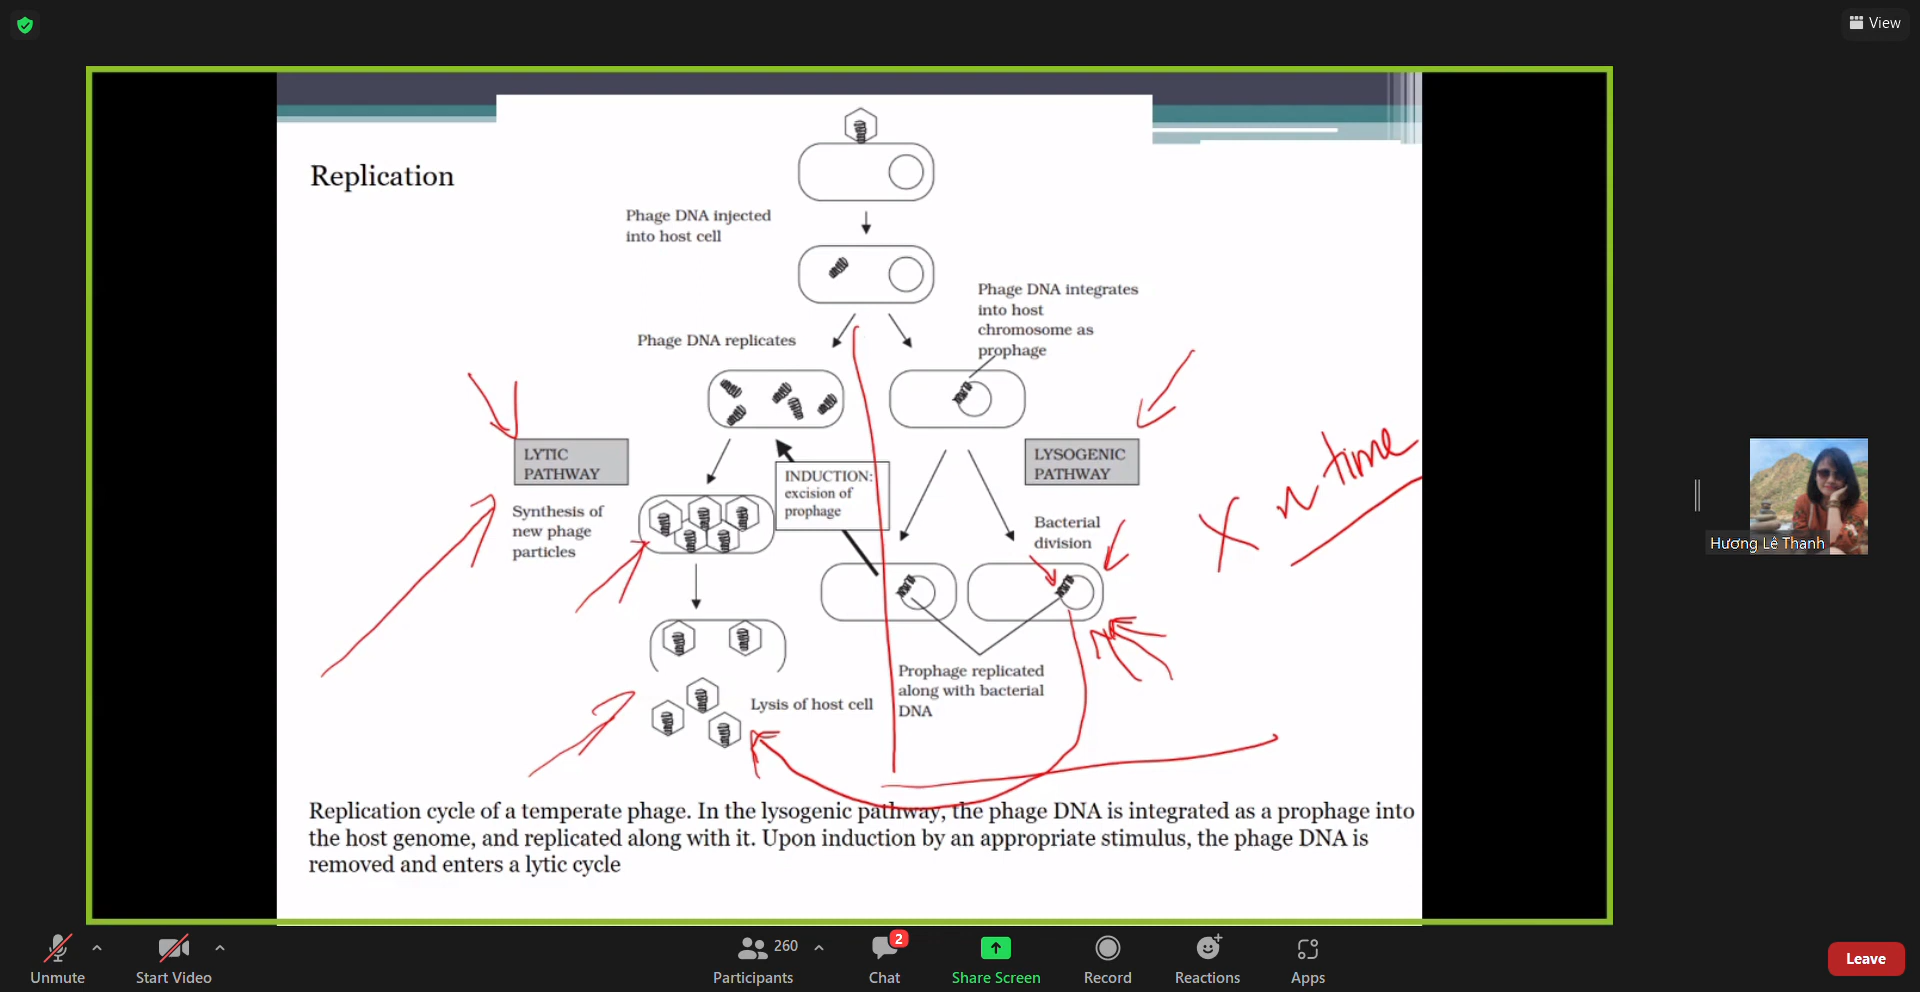 View
Replication
Phage DNA injected
into host cell
Phage DNA integrates
into host
chromosome as
prophage
Phage DNA replicates
LYTIC
PATHWAY
INDUCTION:
excision of
prophage
LYSOGENIC
PATHWAY
X n time
Synthesis of
new phage
particles
Bacterial
division
Hương Lê Thanh
Prophage replicated
along with bacterial
DNA
Lysis of host cell
Replication cycle of a temperate phage. In the lysogenic pathway, the phage DNA is integrated as a prophage into
the host genome, and replicated along with it. Upon induction by an appropriate stimulus, the phage DNA is
removed and enters a lytic cycle
Unmute
Start Video
260
Participants
2
Chat
Share Screen
Record
Reactions
Apps
Leave